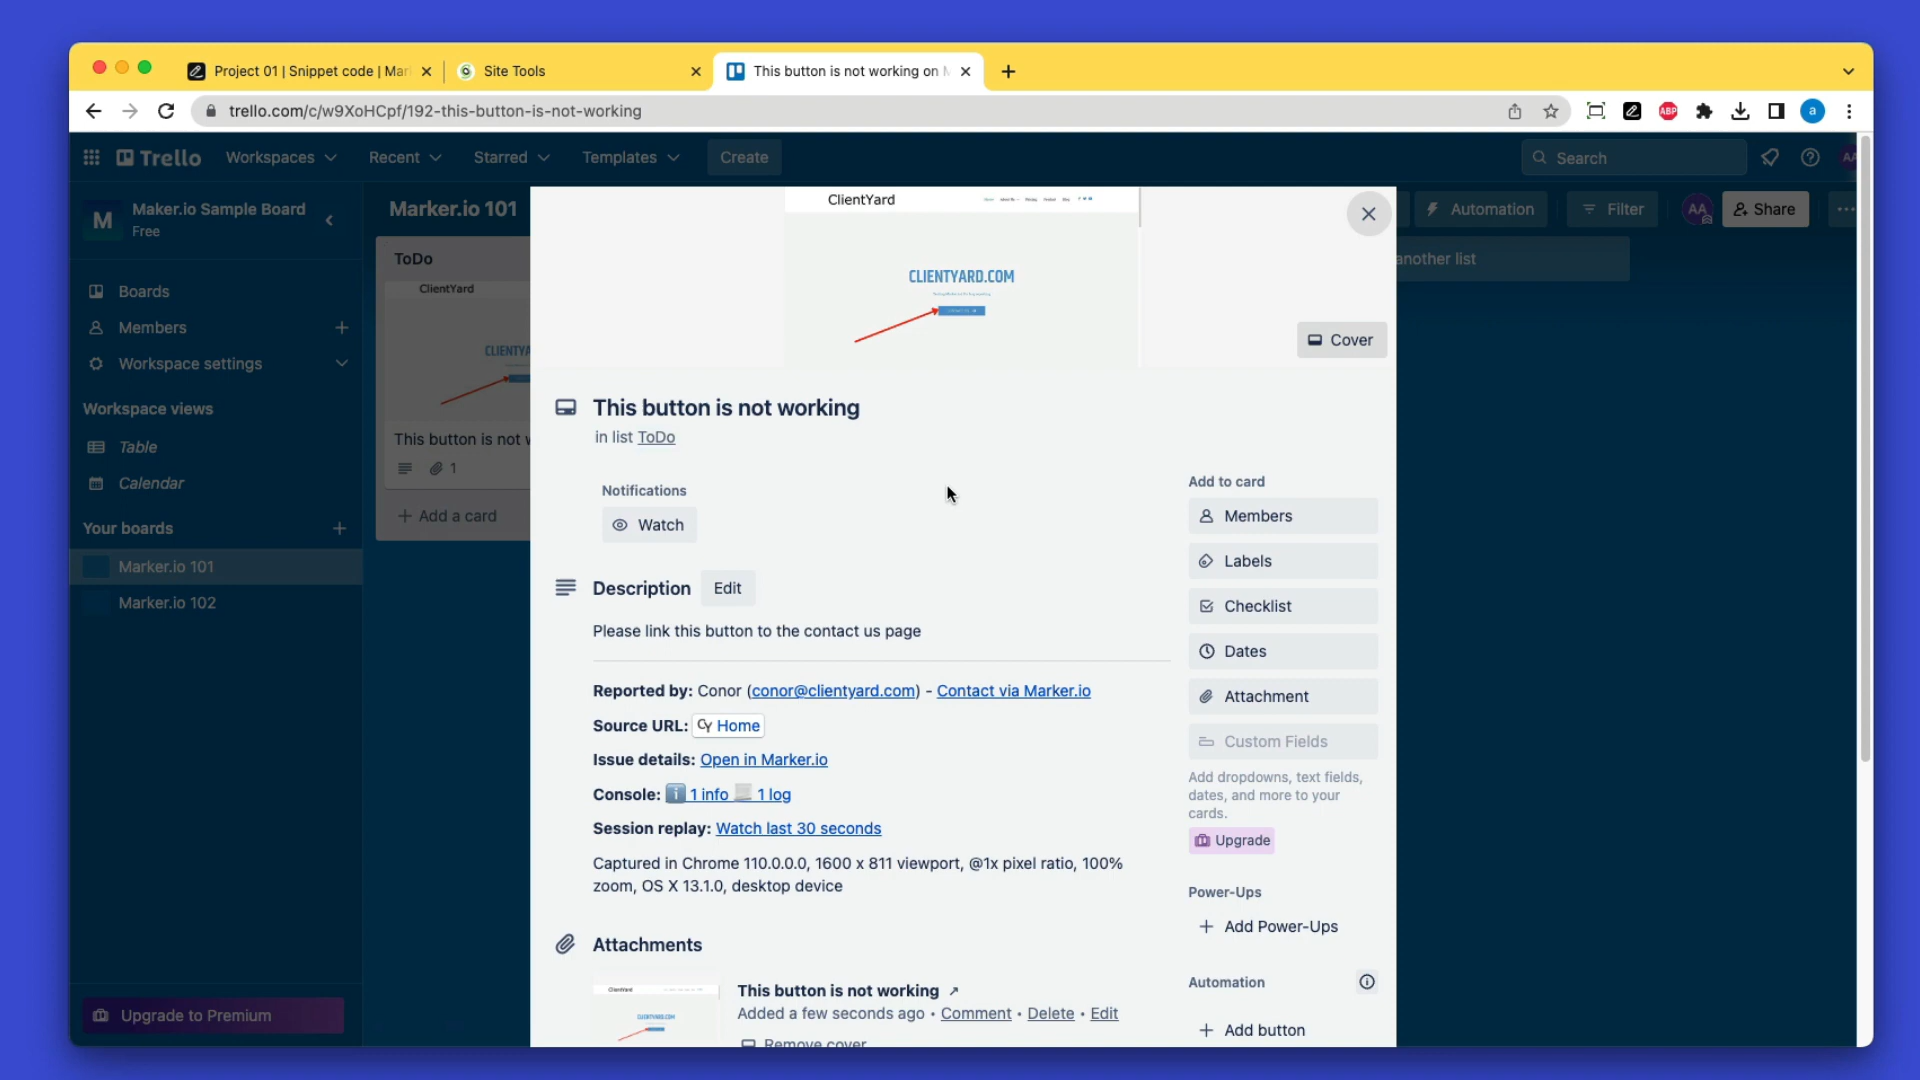 Project 01 | Snippet code | Mar
Site Tools
This button is not working on M
trello.com/c/w9XoHCpf/192-this-button-is-not-working
ABP
a
Trello
Workspaces
Recent
Starred
Templates
Create
Search
AA
M
Maker.io Sample Board
Free
Marker.io 101
Automation
Filter
AA
Share
Boards
Members
Workspace settings
Workspace views
Table
Calendar
Your boards
Marker.io 101
Marker.io 102
Upgrade to Premium
ToDo
ClientYard
CLIENTYA
This button is not w
1
Add a card
another list
ClientYard
CLIENTYARD.COM
Cover
This button is not working
in list ToDo
Notifications
Watch
Description
Edit
Please link this button to the contact us page
Reported by: Conor (conor@clientyard.com) - Contact via Marker.io
Source URL: CY Home
Issue details: Open in Marker.io
Console: 1 info 1 log
Session replay: Watch last 30 seconds
Captured in Chrome 110.0.0.0, 1600 x 811 viewport, @1x pixel ratio, 100%
zoom, OS X 13.1.0, desktop device
Attachments
ClientYard
CLIENTYARD.COM
This button is not working
Added a few seconds ago • Comment • Delete • Edit
Remove cover
Add to card
Members
Labels
Checklist
Dates
Attachment
Custom Fields
Add dropdowns, text fields,
dates, and more to your
cards.
Upgrade
Power-Ups
Add Power-Ups
Automation
Add button